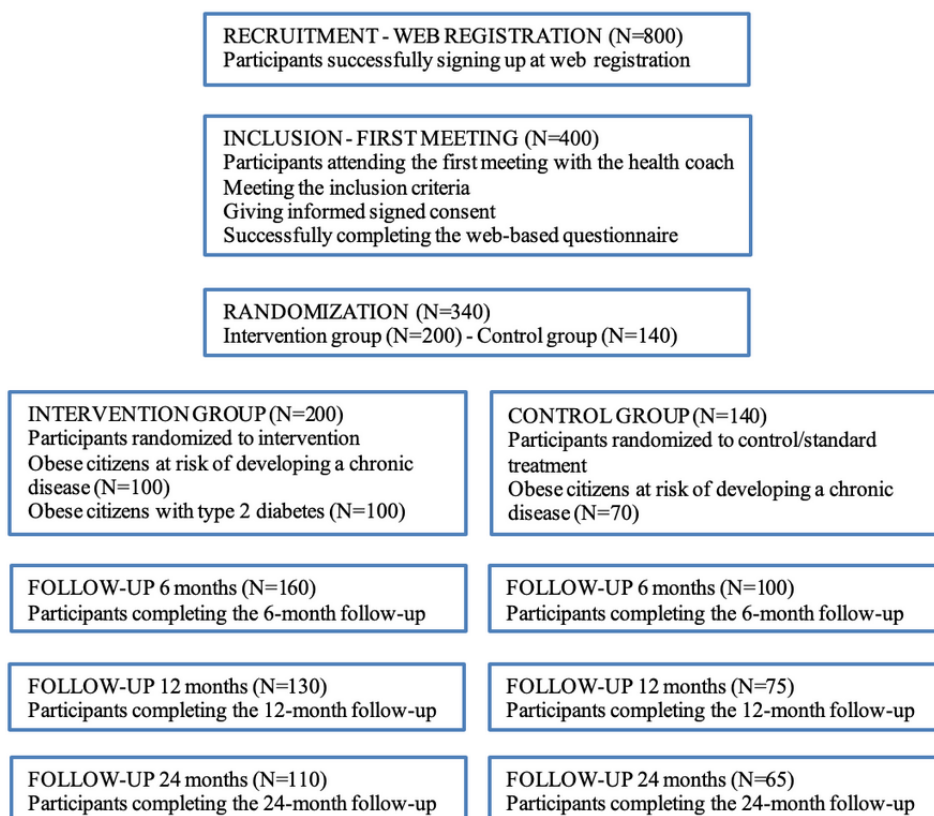 RECRUITMENT - WEB REGISTRATION (N=800)
Participants successfully signing up at web registration
INCLUSION - FIRST MEETING (N=400)
Participants attending the first meeting with the health coach
Meeting the inclusion criteria
Giving informed signed consent
Successfully completing the web-based questionnaire
RANDOMIZATION (N=340)
Intervention group (N=200) - Control group (N=140)
INTERVENTION GROUP (N=200)
Participants randomized to intervention
Obese citizens at risk of developing a chronic
disease (N=100)
Obese citizens with type 2 diabetes (N=100)
CONTROL GROUP (N=140)
Participants randomized to control/standard
treatment
Obese citizens at risk of developing a chronic
disease (N=70)
FOLLOW-UP 6 months (N=160)
Participants completing the 6-month follow-up
FOLLOW-UP 6 months (N=100)
Participants completing the 6-month follow-up
FOLLOW-UP 12 months (N=130)
Participants completing the 12-month follow-up
FOLLOW-UP 12 months (N=75)
Participants completing the 12-month follow-up
FOLLOW-UP 24 months (N=110)
Participants completing the 24-month follow-up
FOLLOW-UP 24 months (N=65)
Participants completing the 24-month follow-up